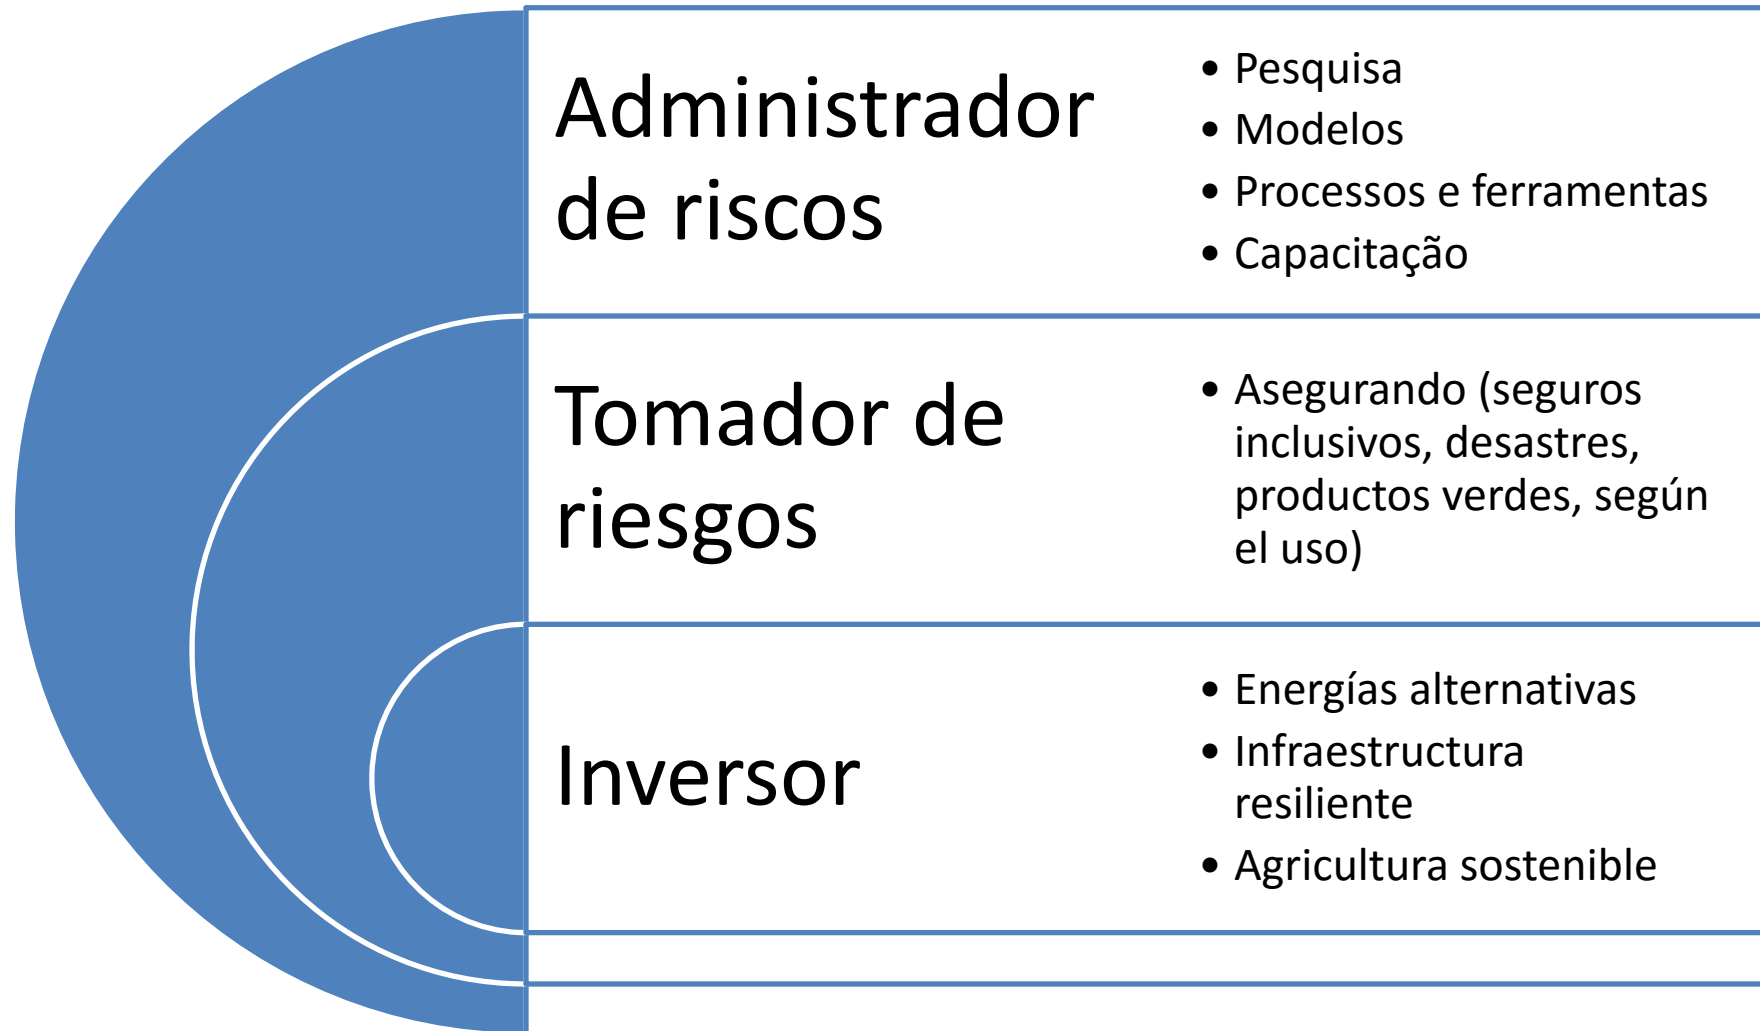 Administrador
de riscos
• Pesquisa
• Modelos
• Processos e ferramentas
• Capacitação
Tomador de
riesgos
• Asegurando (seguros
inclusivos, desastres,
productos verdes, según
el uso)
Inversor
• Energías alternativas
• Infraestructura
resiliente
• Agricultura sostenible